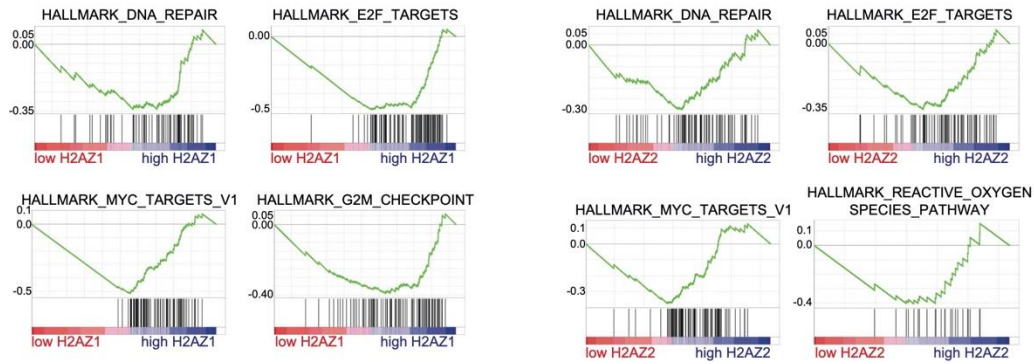 HALLMARK_DNA_REPAIR
0.05
0.00
-0.35
low H2AZ1 high H2AZ1
HALLMARK_E2F_TARGETS
0.00
-0.5
low H2AZ1 high H2AZ1
HALLMARK_DNA_REPAIR
0.05
0.00
-0.30
low H2AZ2 high H2AZ2
HALLMARK_E2F_TARGETS
0.05
0.00
-0.35
low H2AZ2 high H2AZ2
HALLMARK_MYC_TARGETS_V1
0.1
0.0
-0.5
low H2AZ1 high H2AZ1
HALLMARK_G2M_CHECKPOINT
0.05
0.00
-0.40
low H2AZ1 high H2AZ1
HALLMARK_MYC_TARGETS_V1
0.1
0.0
-0.3
low H2AZ2 high H2AZ2
HALLMARK_REACTIVE_OXYGEN
SPECIES_PATHWAY
0.1
0.0
-0.4
low H2AZ2 high H2AZ2